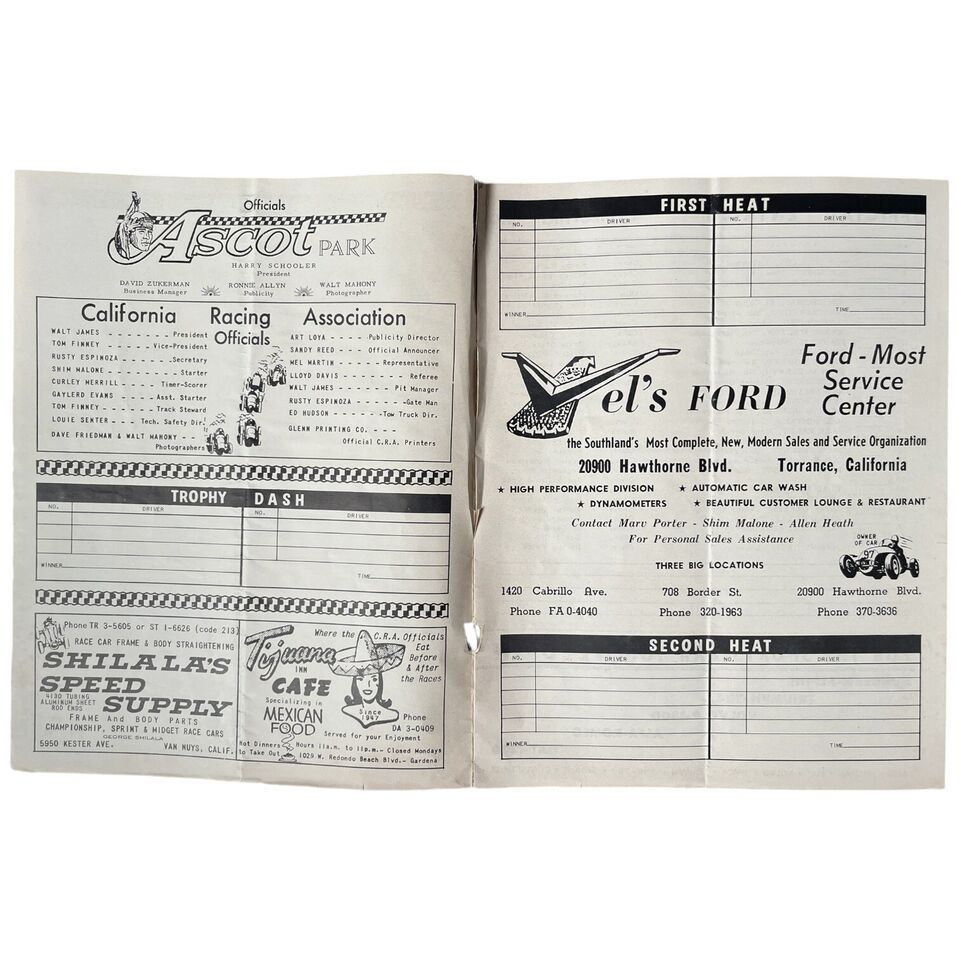 Officials
Ascot PARK
HARRY SCHOOLER
President
DAVID ZUKERMAN
Business Manager
RONNIE ALLYN
Publicity
WALT MAHONY
Photographer
California Racing Association
Officials
WALT JAMES - - - - - - - President
TOM FINNEY - - - - - Vice-President
RUSTY ESPINOZA - - - - - -Secretary
SHIM MALONE - - - - - - - - Starter
CURLEY MERRILL - - - - Timer-Scorer
GAYLERD EVANS - - - - Asst. Starter
TOM FINNEY- - - - - - Track Steward
LOUIE SENTER - - - Tech. Safety Dir.
DAVE FRIEDMAN & WALT MAHONY - - -
Photographers
ART LOYA - - - - Publicity Director
SANDY REED - - - Official Announcer
MEL MARTIN - - - - - Representative
LLOYD DAVIS - - - - - - - - Referee
WALT JAMES - - - - - - Pit Manager
RUSTY ESPINOZA - - - - - -Gate Man
ED HUDSON - - - - -Tow Truck Dir.
GLENN PRINTING CO. - - -
Official C.R.A. Printers
TROPHY DASH
NO. DRIVER NO. DRIVER
WINNER TIME
Phone TR 3-5605 or ST 1-6626 (code 213)
RACE CAR FRAME & BODY STRAIGHTENING
SHILALA'S
SPEED
SUPPLY
4130 TUBING
ALUMINUM SHEET
ROD ENDS
FRAME And BODY PARTS
CHAMPIONSHIP, SPRINT & MIDGET RACE CARS
GEORGE SHILALA
5950 KESTER AVE. VAN NUYS, CALIF.
Tijuana
INN
CAFE
Where the C.R.A. Officials
Eat
Before
& After
the Races
Specializing in
MEXICAN
FOOD
Since
1947
Served for your Enjoyment
Phone
DA 3-0409
Hot Dinners
to Take Out
Hours 11a.m. to 11p.m.- Closed Mondays
1029 W. Redondo Beach Blvd.- Gardena
FIRST HEAT
NO. DRIVER NO. DRIVER
WINNER TIME
Vel's FORD
Ford - Most
Service
Center
the Southland's Most Complete, New, Modern Sales and Service Organization
20900 Hawthorne Blvd. Torrance, California
★ HIGH PERFORMANCE DIVISION ★ AUTOMATIC CAR WASH
★ DYNAMOMETERS ★ BEAUTIFUL CUSTOMER LOUNGE & RESTAURANT
Contact Marv Porter - Shim Malone - Allen Heath
For Personal Sales Assistance
OWNER
OF CAR
97
THREE BIG LOCATIONS
1420 Cabrillo Ave. 708 Border St. 20900 Hawthorne Blvd.
Phone FA 0-4040 Phone 320-1963 Phone 370-3636
SECOND HEAT
NO. DRIVER NO. DRIVER
WINNER TIME